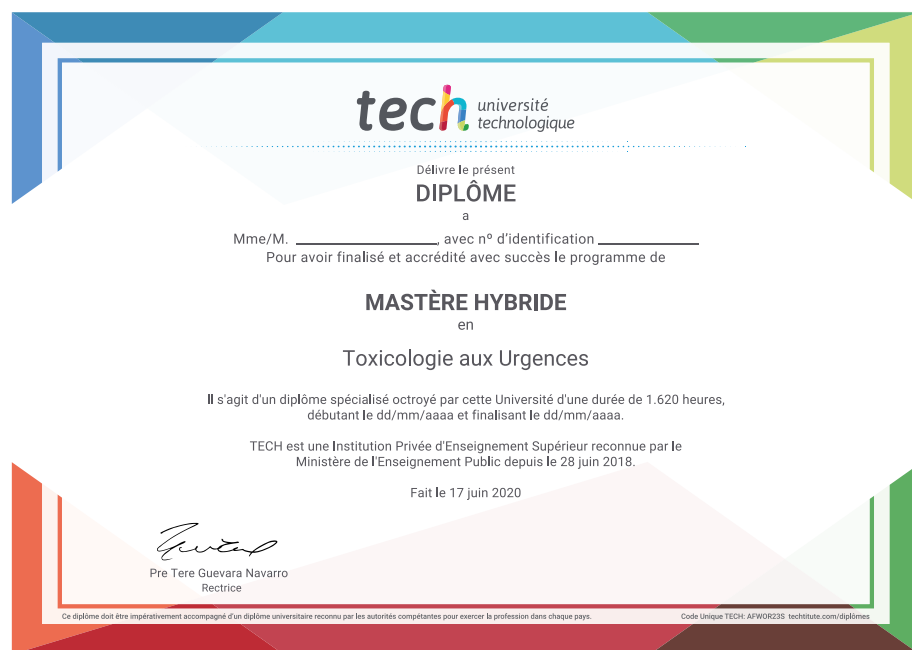 tech université
technologique
Délivre le présent
DIPLÔME
a
Mme/M. ____________________, avec nº d'identification ______________
Pour avoir finalisé et accrédité avec succès le programme de
MASTÈRE HYBRIDE
en
Toxicologie aux Urgences
Il s'agit d'un diplôme spécialisé octroyé par cette Université d'une durée de 1.620 heures,
débutant le dd/mm/aaaa et finalisant le dd/mm/aaaa.
TECH est une Institution Privée d'Enseignement Supérieur reconnue par le
Ministère de l'Enseignement Public depuis le 28 juin 2018.
Fait le 17 juin 2020
Pre Tere Guevara Navarro
Rectrice
Ce diplôme doit être impérativement accompagné d'un diplôme universitaire reconnu par les autorités compétentes pour exercer la profession dans chaque pays.
Code Unique TECH: AFWOR23S techtitute.com/diplômes